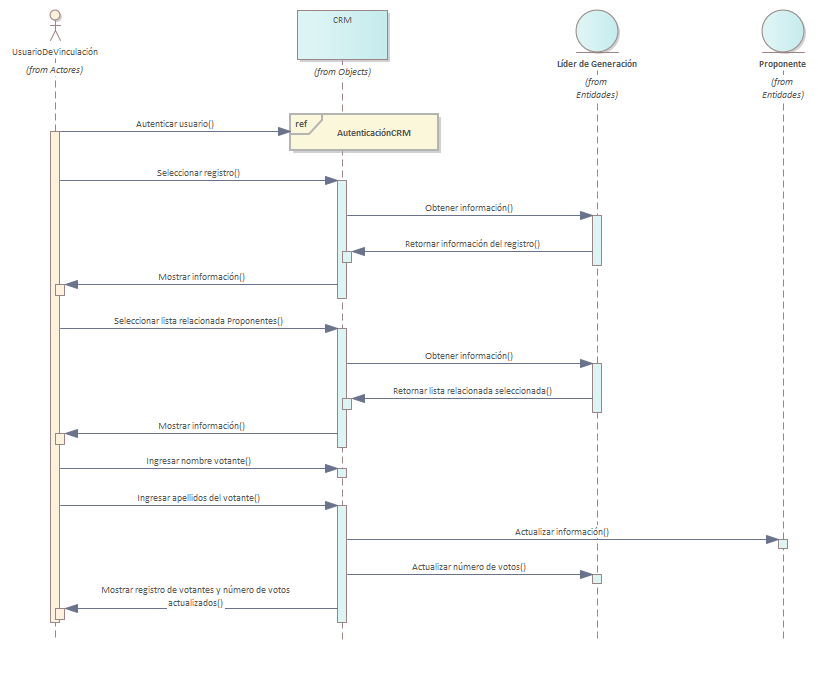 CRM
UsuarioDeVinculación
(from Actores)
(from Objects)
Líder de Generación
(from
Entidades)
Proponente
(from
Entidades)
Autenticar usuario()
ref
AutenticaciónCRM
Seleccionar registro()
Obtener información()
Retornar información del registro()
Mostrar información()
Seleccionar lista relacionada Proponentes()
Obtener información()
Retornar lista relacionada seleccionada()
Mostrar información()
Ingresar nombre votante()
Ingresar apellidos del votante()
Actualizar información()
Actualizar número de votos()
Mostrar registro de votantes y número de votos
actualizados()